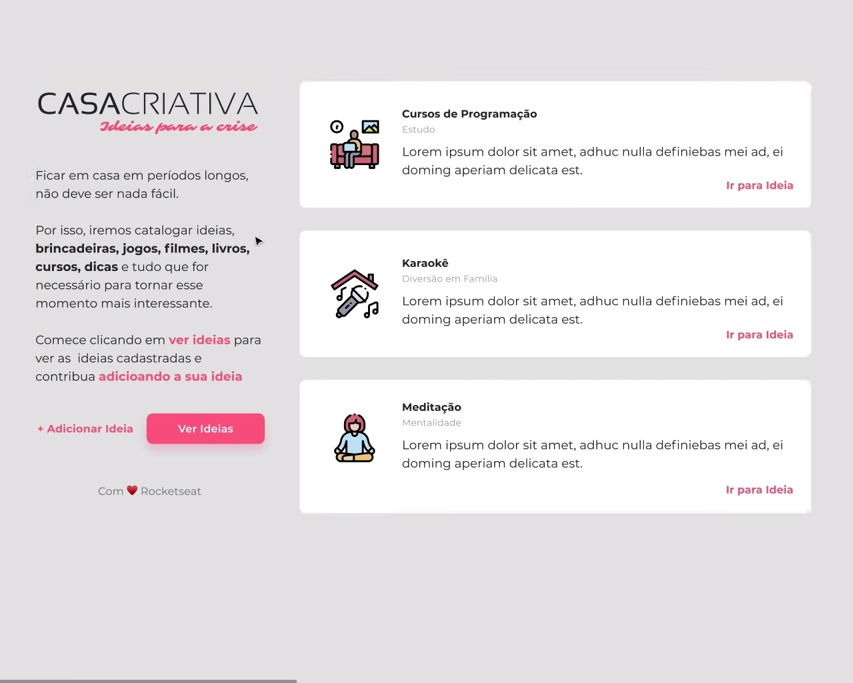 CASACRIATIVA
Ideias para a crise
Ficar em casa em períodos longos,
não deve ser nada fácil.
Por isso, iremos catalogar ideias,
brincadeiras, jogos, filmes, livros,
cursos, dicas e tudo que for
necessário para tornar esse
momento mais interessante.
Comece clicando em ver ideias para
ver as ideias cadastradas e
contribua adicioando a sua ideia
+ Adicionar Ideia
Ver Ideias
Com ❤️ Rocketseat
Cursos de Programação
Estudo
Lorem ipsum dolor sit amet, adhuc nulla definiebas mei ad, ei
doming aperiam delicata est.
Ir para Ideia
Karaokê
Diversão em Família
Lorem ipsum dolor sit amet, adhuc nulla definiebas mei ad, ei
doming aperiam delicata est.
Ir para Ideia
Meditação
Mentalidade
Lorem ipsum dolor sit amet, adhuc nulla definiebas mei ad, ei
doming aperiam delicata est.
Ir para Ideia